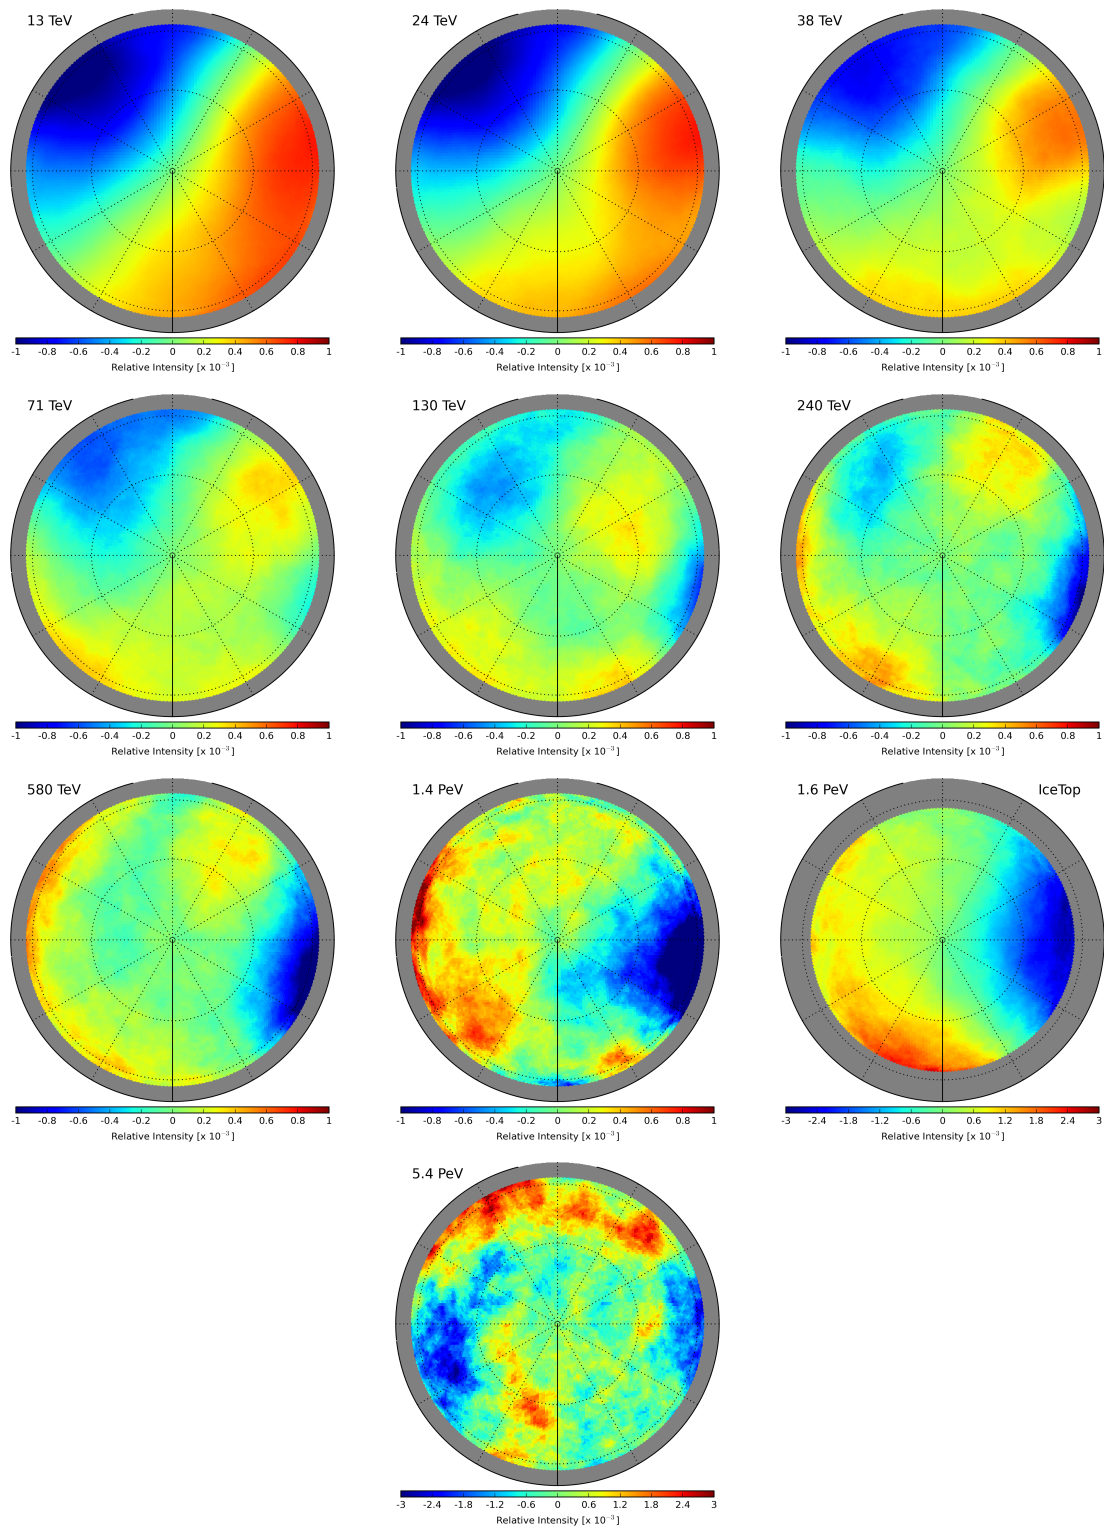 13 TeV
24 TeV
38 TeV
-1 -0.8 -0.6 -0.4 -0.2 0 0.2 0.4 0.6 0.8 1
Relative Intensity [x 10⁻³]
-1 -0.8 -0.6 -0.4 -0.2 0 0.2 0.4 0.6 0.8 1
Relative Intensity [x 10⁻³]
-1 -0.8 -0.6 -0.4 -0.2 0 0.2 0.4 0.6 0.8 1
Relative Intensity [x 10⁻³]
71 TeV
130 TeV
240 TeV
-1 -0.8 -0.6 -0.4 -0.2 0 0.2 0.4 0.6 0.8 1
Relative Intensity [x 10⁻³]
-1 -0.8 -0.6 -0.4 -0.2 0 0.2 0.4 0.6 0.8 1
Relative Intensity [x 10⁻³]
-1 -0.8 -0.6 -0.4 -0.2 0 0.2 0.4 0.6 0.8 1
Relative Intensity [x 10⁻³]
580 TeV
1.4 PeV
1.6 PeV IceTop
-1 -0.8 -0.6 -0.4 -0.2 0 0.2 0.4 0.6 0.8 1
Relative Intensity [x 10⁻³]
-1 -0.8 -0.6 -0.4 -0.2 0 0.2 0.4 0.6 0.8 1
Relative Intensity [x 10⁻³]
-3 -2.4 -1.8 -1.2 -0.6 0 0.6 1.2 1.8 2.4 3
Relative Intensity [x 10⁻³]
5.4 PeV
-3 -2.4 -1.8 -1.2 -0.6 0 0.6 1.2 1.8 2.4 3
Relative Intensity [x 10⁻³]